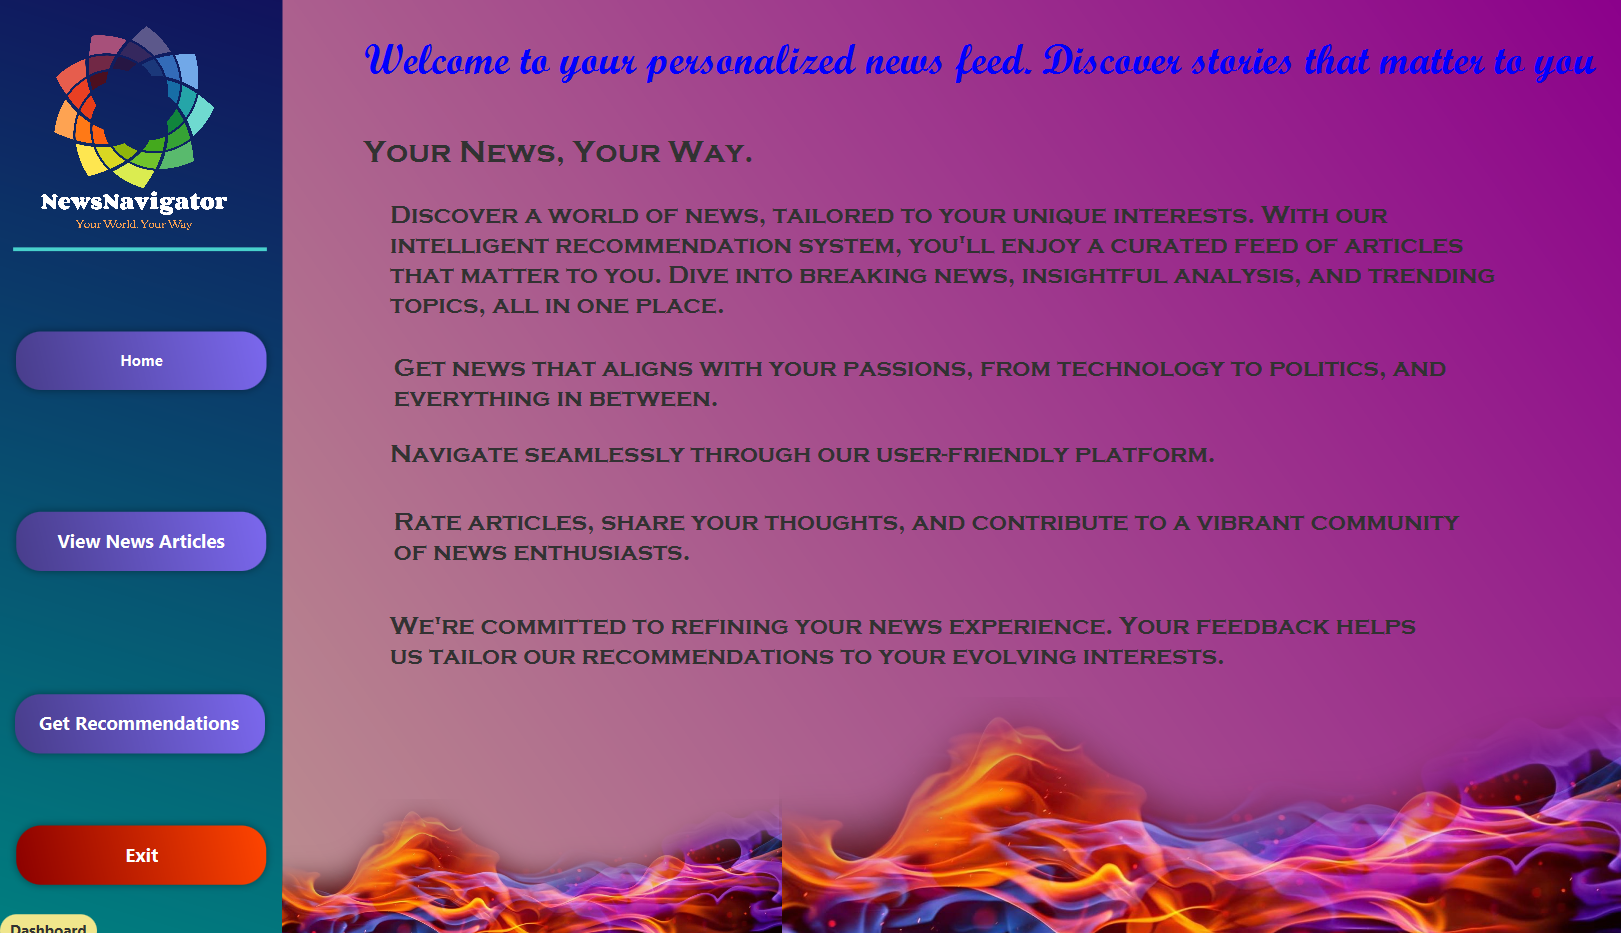 NewsNavigator
Your World. Your Way
Home
View News Articles
Get Recommendations
Exit
Dashboard
Welcome to your personalized news feed. Discover stories that matter to you
Your News, Your Way.
Discover a world of news, tailored to your unique interests. With our
intelligent recommendation system, you'll enjoy a curated feed of articles
that matter to you. Dive into breaking news, insightful analysis, and trending
topics, all in one place.
Get news that aligns with your passions, from technology to politics, and
everything in between.
Navigate seamlessly through our user-friendly platform.
Rate articles, share your thoughts, and contribute to a vibrant community
of news enthusiasts.
We're committed to refining your news experience. Your feedback helps
us tailor our recommendations to your evolving interests.